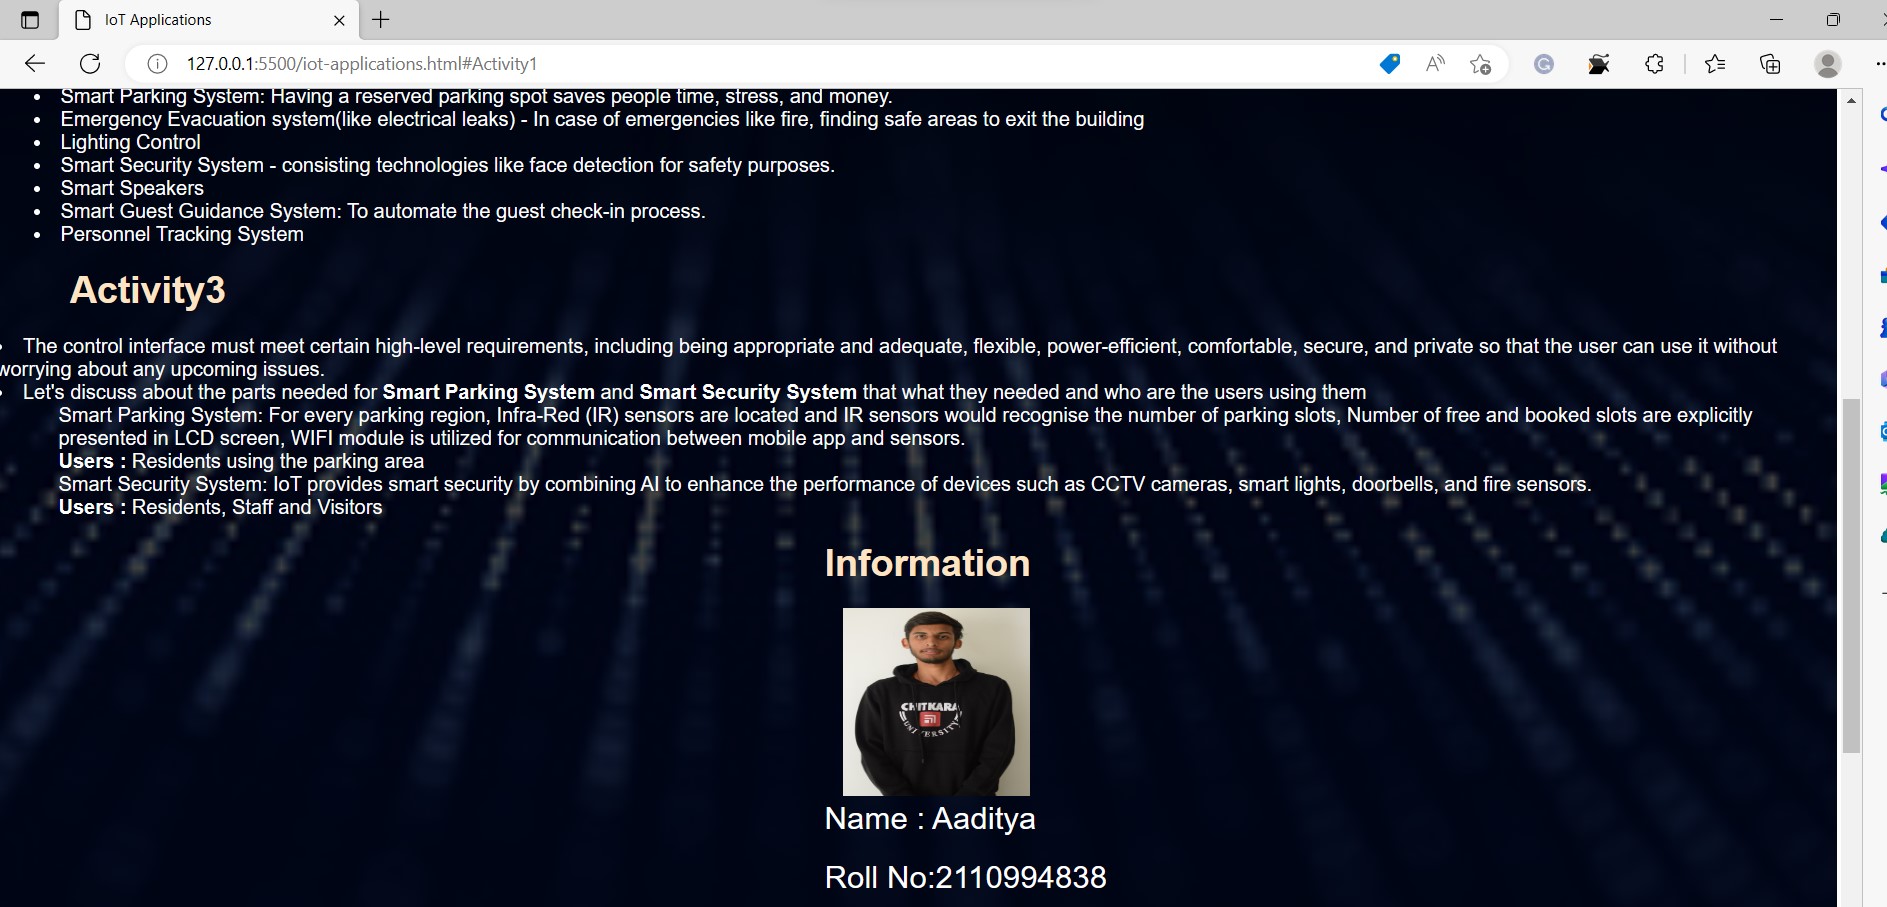 IoT Applications
127.0.0.1:5500/iot-applications.html#Activity1
Smart Parking System: Having a reserved parking spot saves people time, stress, and money.
Emergency Evacuation system(like electrical leaks) - In case of emergencies like fire, finding safe areas to exit the building
Lighting Control
Smart Security System - consisting technologies like face detection for safety purposes.
Smart Speakers
Smart Guest Guidance System: To automate the guest check-in process.
Personnel Tracking System
Activity3
The control interface must meet certain high-level requirements, including being appropriate and adequate, flexible, power-efficient, comfortable, secure, and private so that the user can use it without
worrying about any upcoming issues.
Let's discuss about the parts needed for Smart Parking System and Smart Security System that what they needed and who are the users using them
Smart Parking System: For every parking region, Infra-Red (IR) sensors are located and IR sensors would recognise the number of parking slots, Number of free and booked slots are explicitly
presented in LCD screen, WIFI module is utilized for communication between mobile app and sensors.
Users : Residents using the parking area
Smart Security System: IoT provides smart security by combining AI to enhance the performance of devices such as CCTV cameras, smart lights, doorbells, and fire sensors.
Users : Residents, Staff and Visitors
Information
CHITKARA
UNIVERSITY
Name : Aaditya
Roll No:2110994838